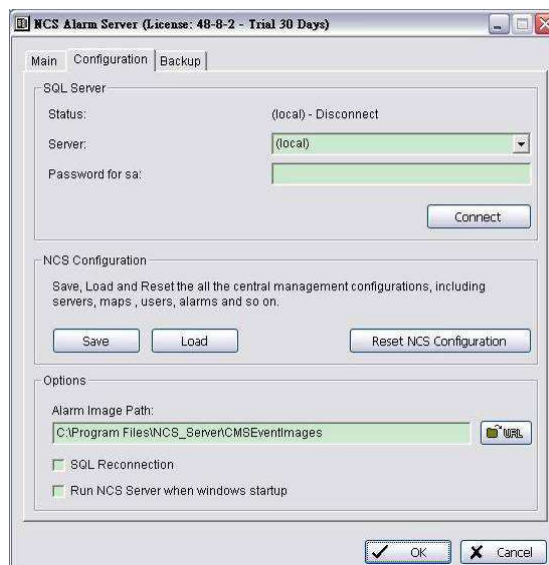 NCS Alarm Server (License: 48-8-2 - Trial 30 Days)
Main Configuration Backup
SQL Server
Status: (local) - Disconnect
Server: (local)
Password for sa:
Connect
NCS Configuration
Save, Load and Reset the all the central management configurations, including
servers, maps , users, alarms and so on.
Save Load Reset NCS Configuration
Options
Alarm Image Path:
C:\Program Files\NCS_Server\CMSEventImages URL
SQL Reconnection
Run NCS Server when windows startup
OK Cancel